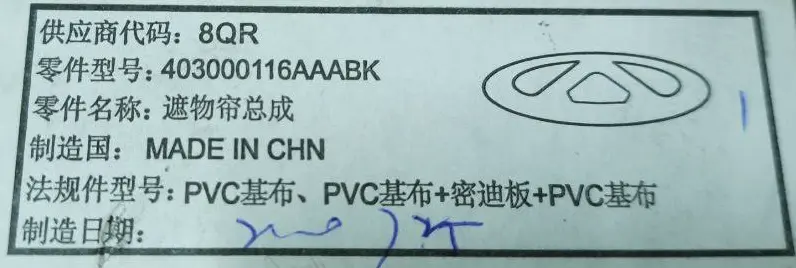 供应商代码：8QR
零件型号：403000116AAABK
零件名称：遮物帘总成
制造国：MADE IN CHN
法规件型号：PVC基布、PVC基布+密迪板+PVC基布
制造日期：